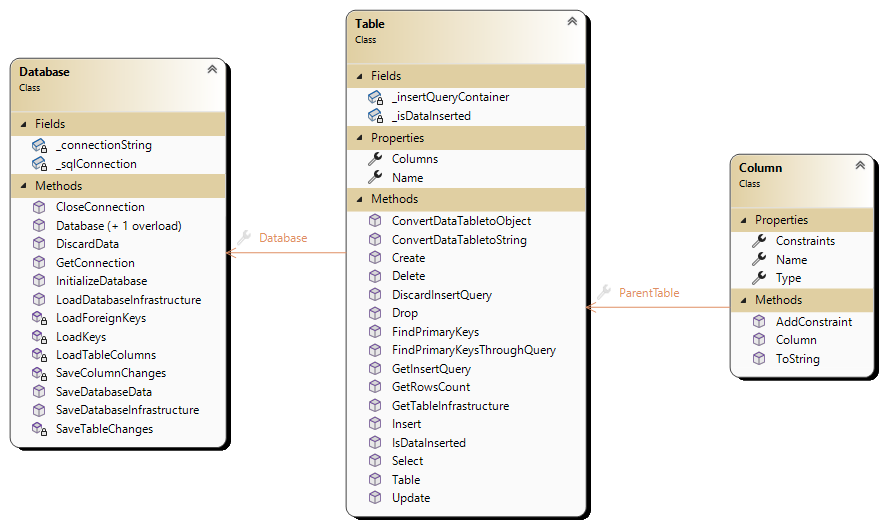 Database
Class
Fields
_connectionString
_sqlConnection
Methods
CloseConnection
Database (+ 1 overload)
DiscardData
GetConnection
InitializeDatabase
LoadDatabaseInfrastructure
LoadForeignKeys
LoadKeys
LoadTableColumns
SaveColumnChanges
SaveDatabaseData
SaveDatabaseInfrastructure
SaveTableChanges
Database
Table
Class
Fields
_insertQueryContainer
_isDataInserted
Properties
Columns
Name
Methods
ConvertDataTabletoObject
ConvertDataTabletoString
Create
Delete
DiscardInsertQuery
Drop
FindPrimaryKeys
FindPrimaryKeysThroughQuery
GetInsertQuery
GetRowsCount
GetTableInfrastructure
Insert
IsDataInserted
Select
Table
Update
ParentTable
Column
Class
Properties
Constraints
Name
Type
Methods
AddConstraint
Column
ToString